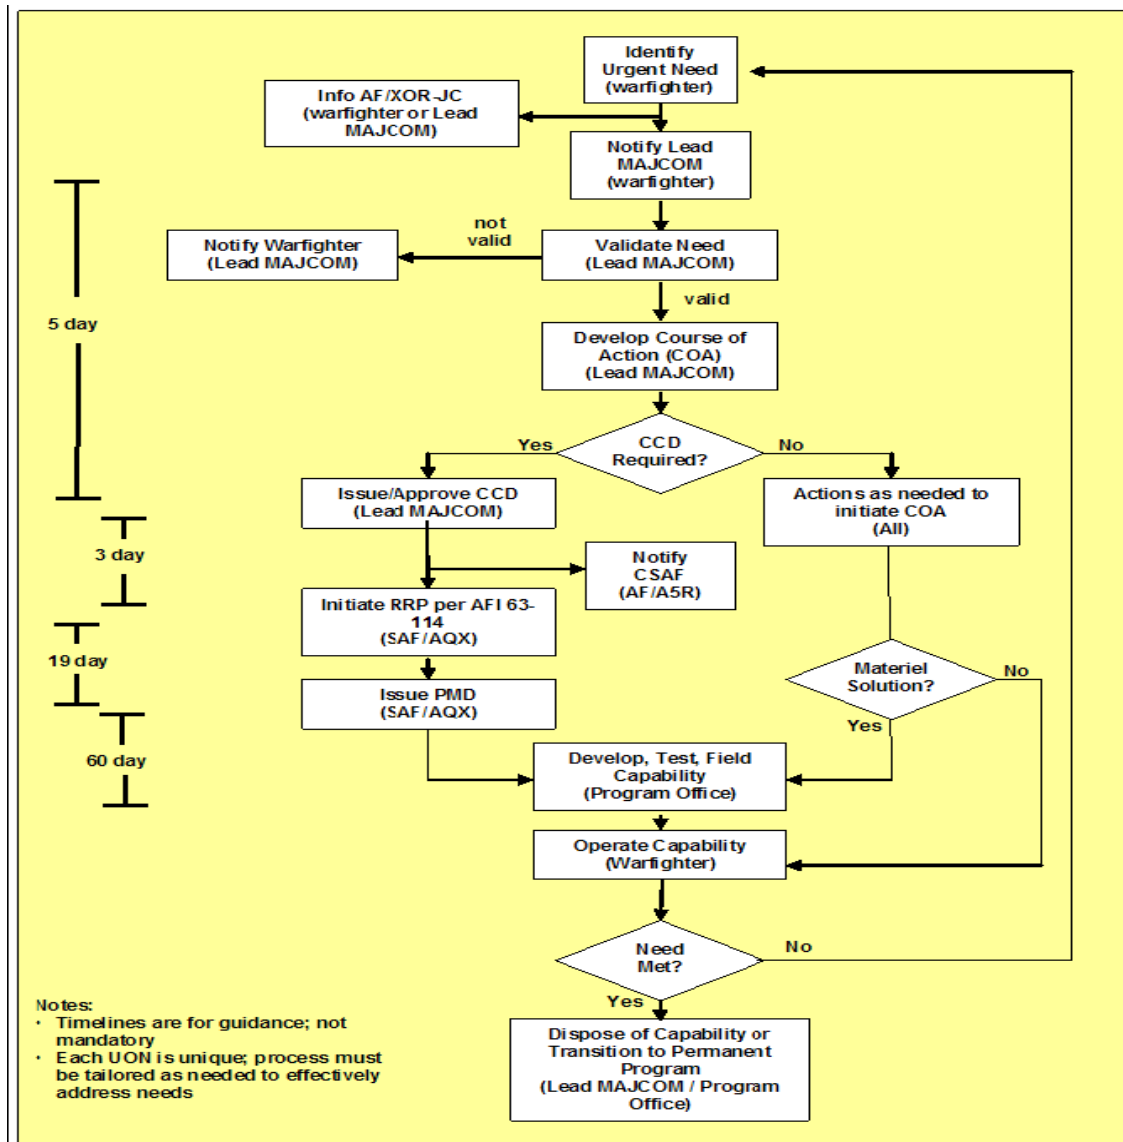 Identify
Urgent Need
(warfighter)
Info AF/XOR-JC
(warfighter or Lead
MAJCOM)
Notify Lead
MAJCOM
(warfighter)
not
valid
Notify Warfighter
(Lead MAJCOM)
Validate Need
(Lead MAJCOM)
valid
5 day
Develop Course of
Action (COA)
(Lead MAJCOM)
Yes
CCD
Required?
No
Issue/Approve CCD
(Lead MAJCOM)
Actions as needed to
initiate COA
(All)
3 day
Notify
CSAF
(AF/A5R)
Initiate RRP per AFI 63-
114
(SAF/AQX)
19 day
Materiel
Solution?
No
Yes
Issue PMD
(SAF/AQX)
60 day
Develop, Test, Field
Capability
(Program Office)
Operate Capability
(Warfighter)
Need
Met?
No
Yes
Notes:
· Timelines are for guidance; not
mandatory
· Each UON is unique; process must
be tailored as needed to effectively
address needs
Dispose of Capability or
Transition to Permanent
Program
(Lead MAJCOM / Program
Office)